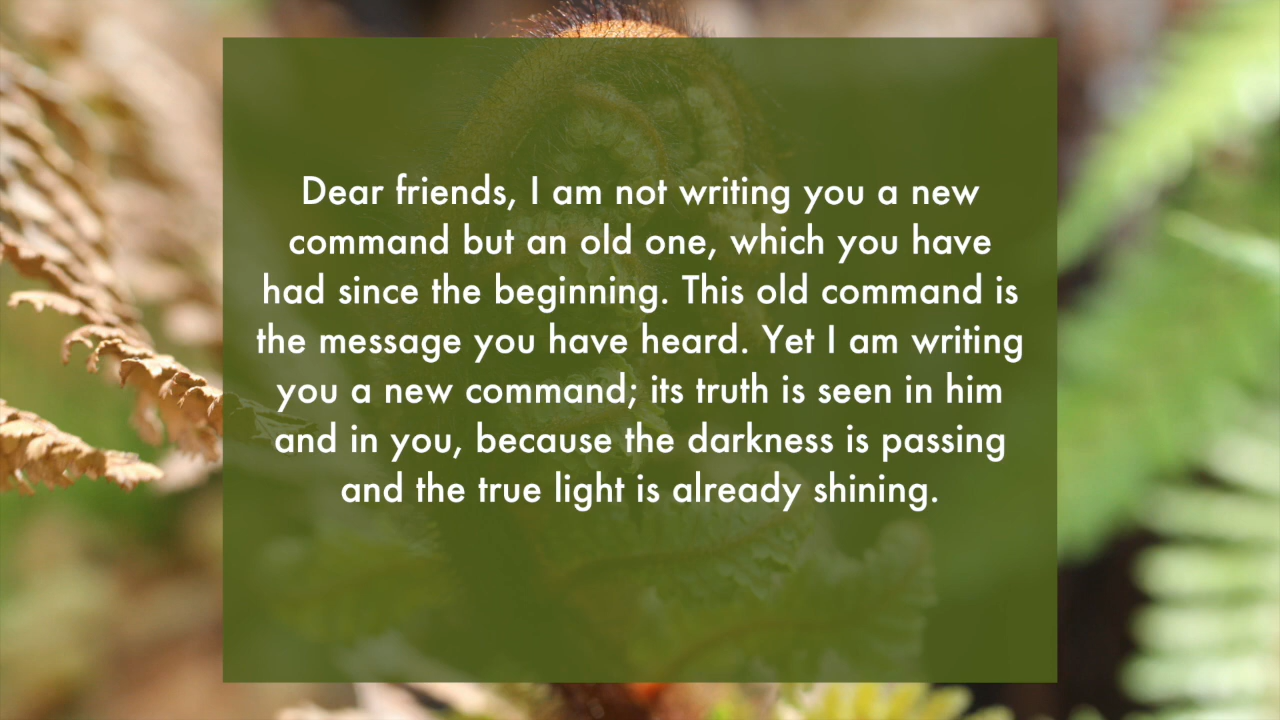 Dear friends, I am not writing you a new
command but an old one, which you have
had since the beginning. This old command is
the message you have heard. Yet I am writing
you a new command; its truth is seen in him
and in you, because the darkness is passing
and the true light is already shining.